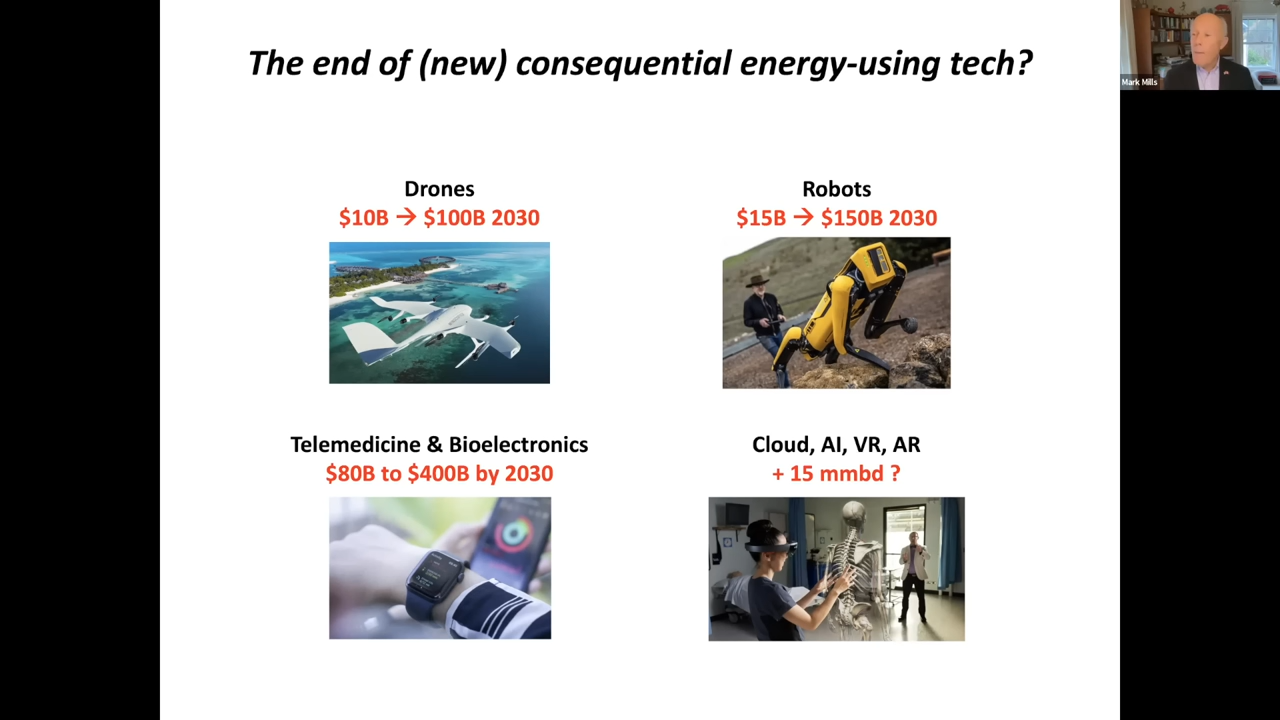 The end of (new) consequential energy-using tech?
Mark Mills
Drones
$10B → $100B 2030
Robots
$15B → $150B 2030
Telemedicine & Bioelectronics
$80B to $400B by 2030
Cloud, AI, VR, AR
+ 15 mmbd ?